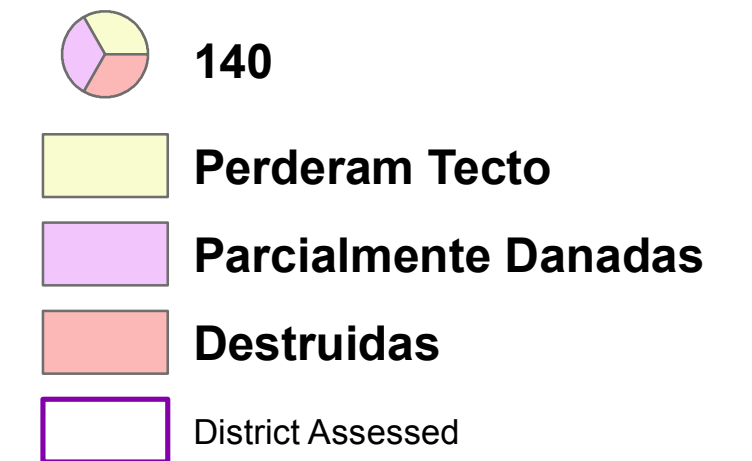 140
Perderam Tecto
Parcialmente Danadas
Destruidas
District Assessed